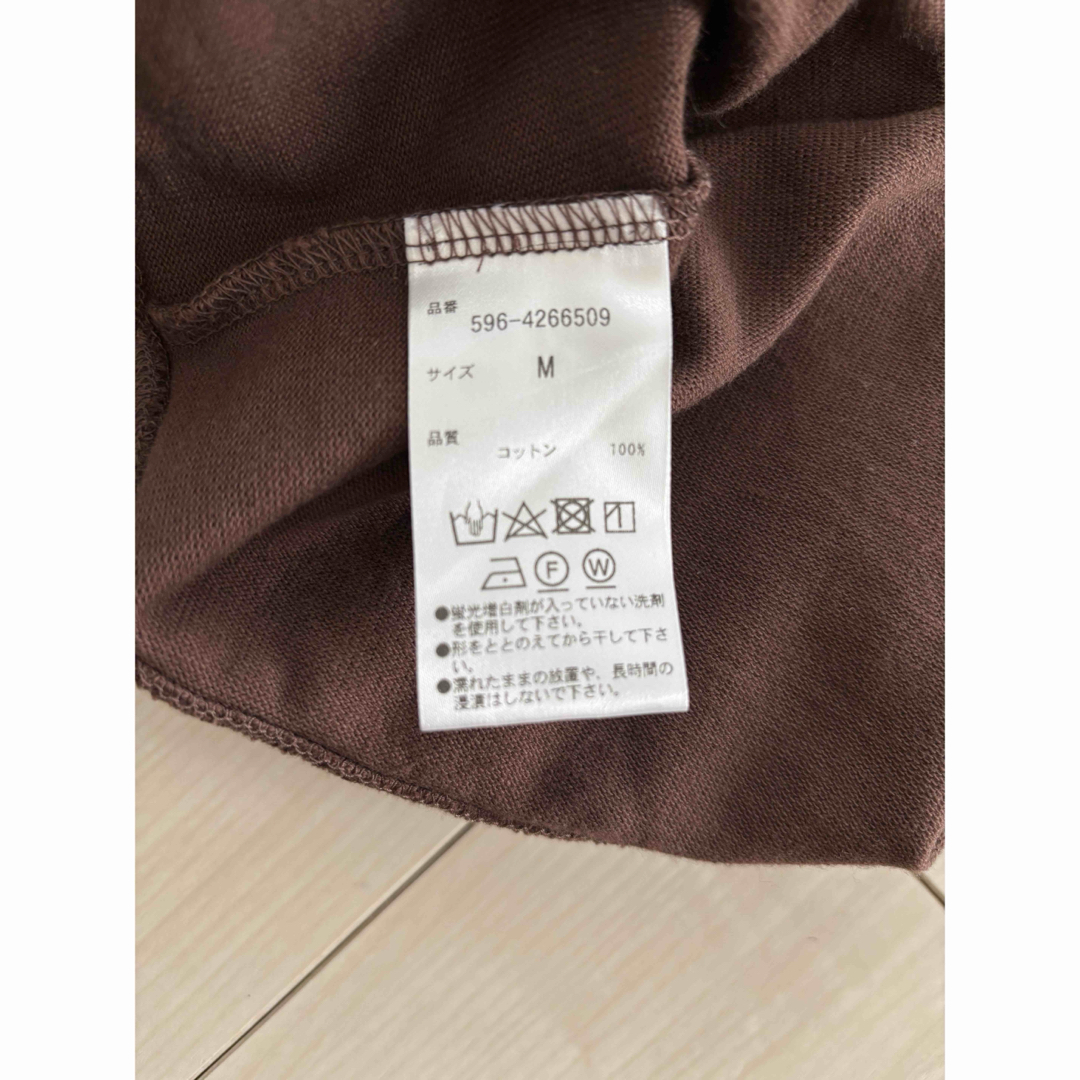 品番
596-4266509
サイズ M
品質
コットン 100%
F W
●蛍光増白剤が入っていない洗剤
を使用して下さい。
●形をととのえてから干して下さ
い。
●濡れたままの放置や、長時間の
浸漬はしないで下さい。